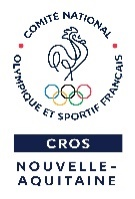 COMITÉ NATIONAL
OLYMPIQUE ET SPORTIF FRANÇAIS
CROS
NOUVELLE-
AQUITAINE